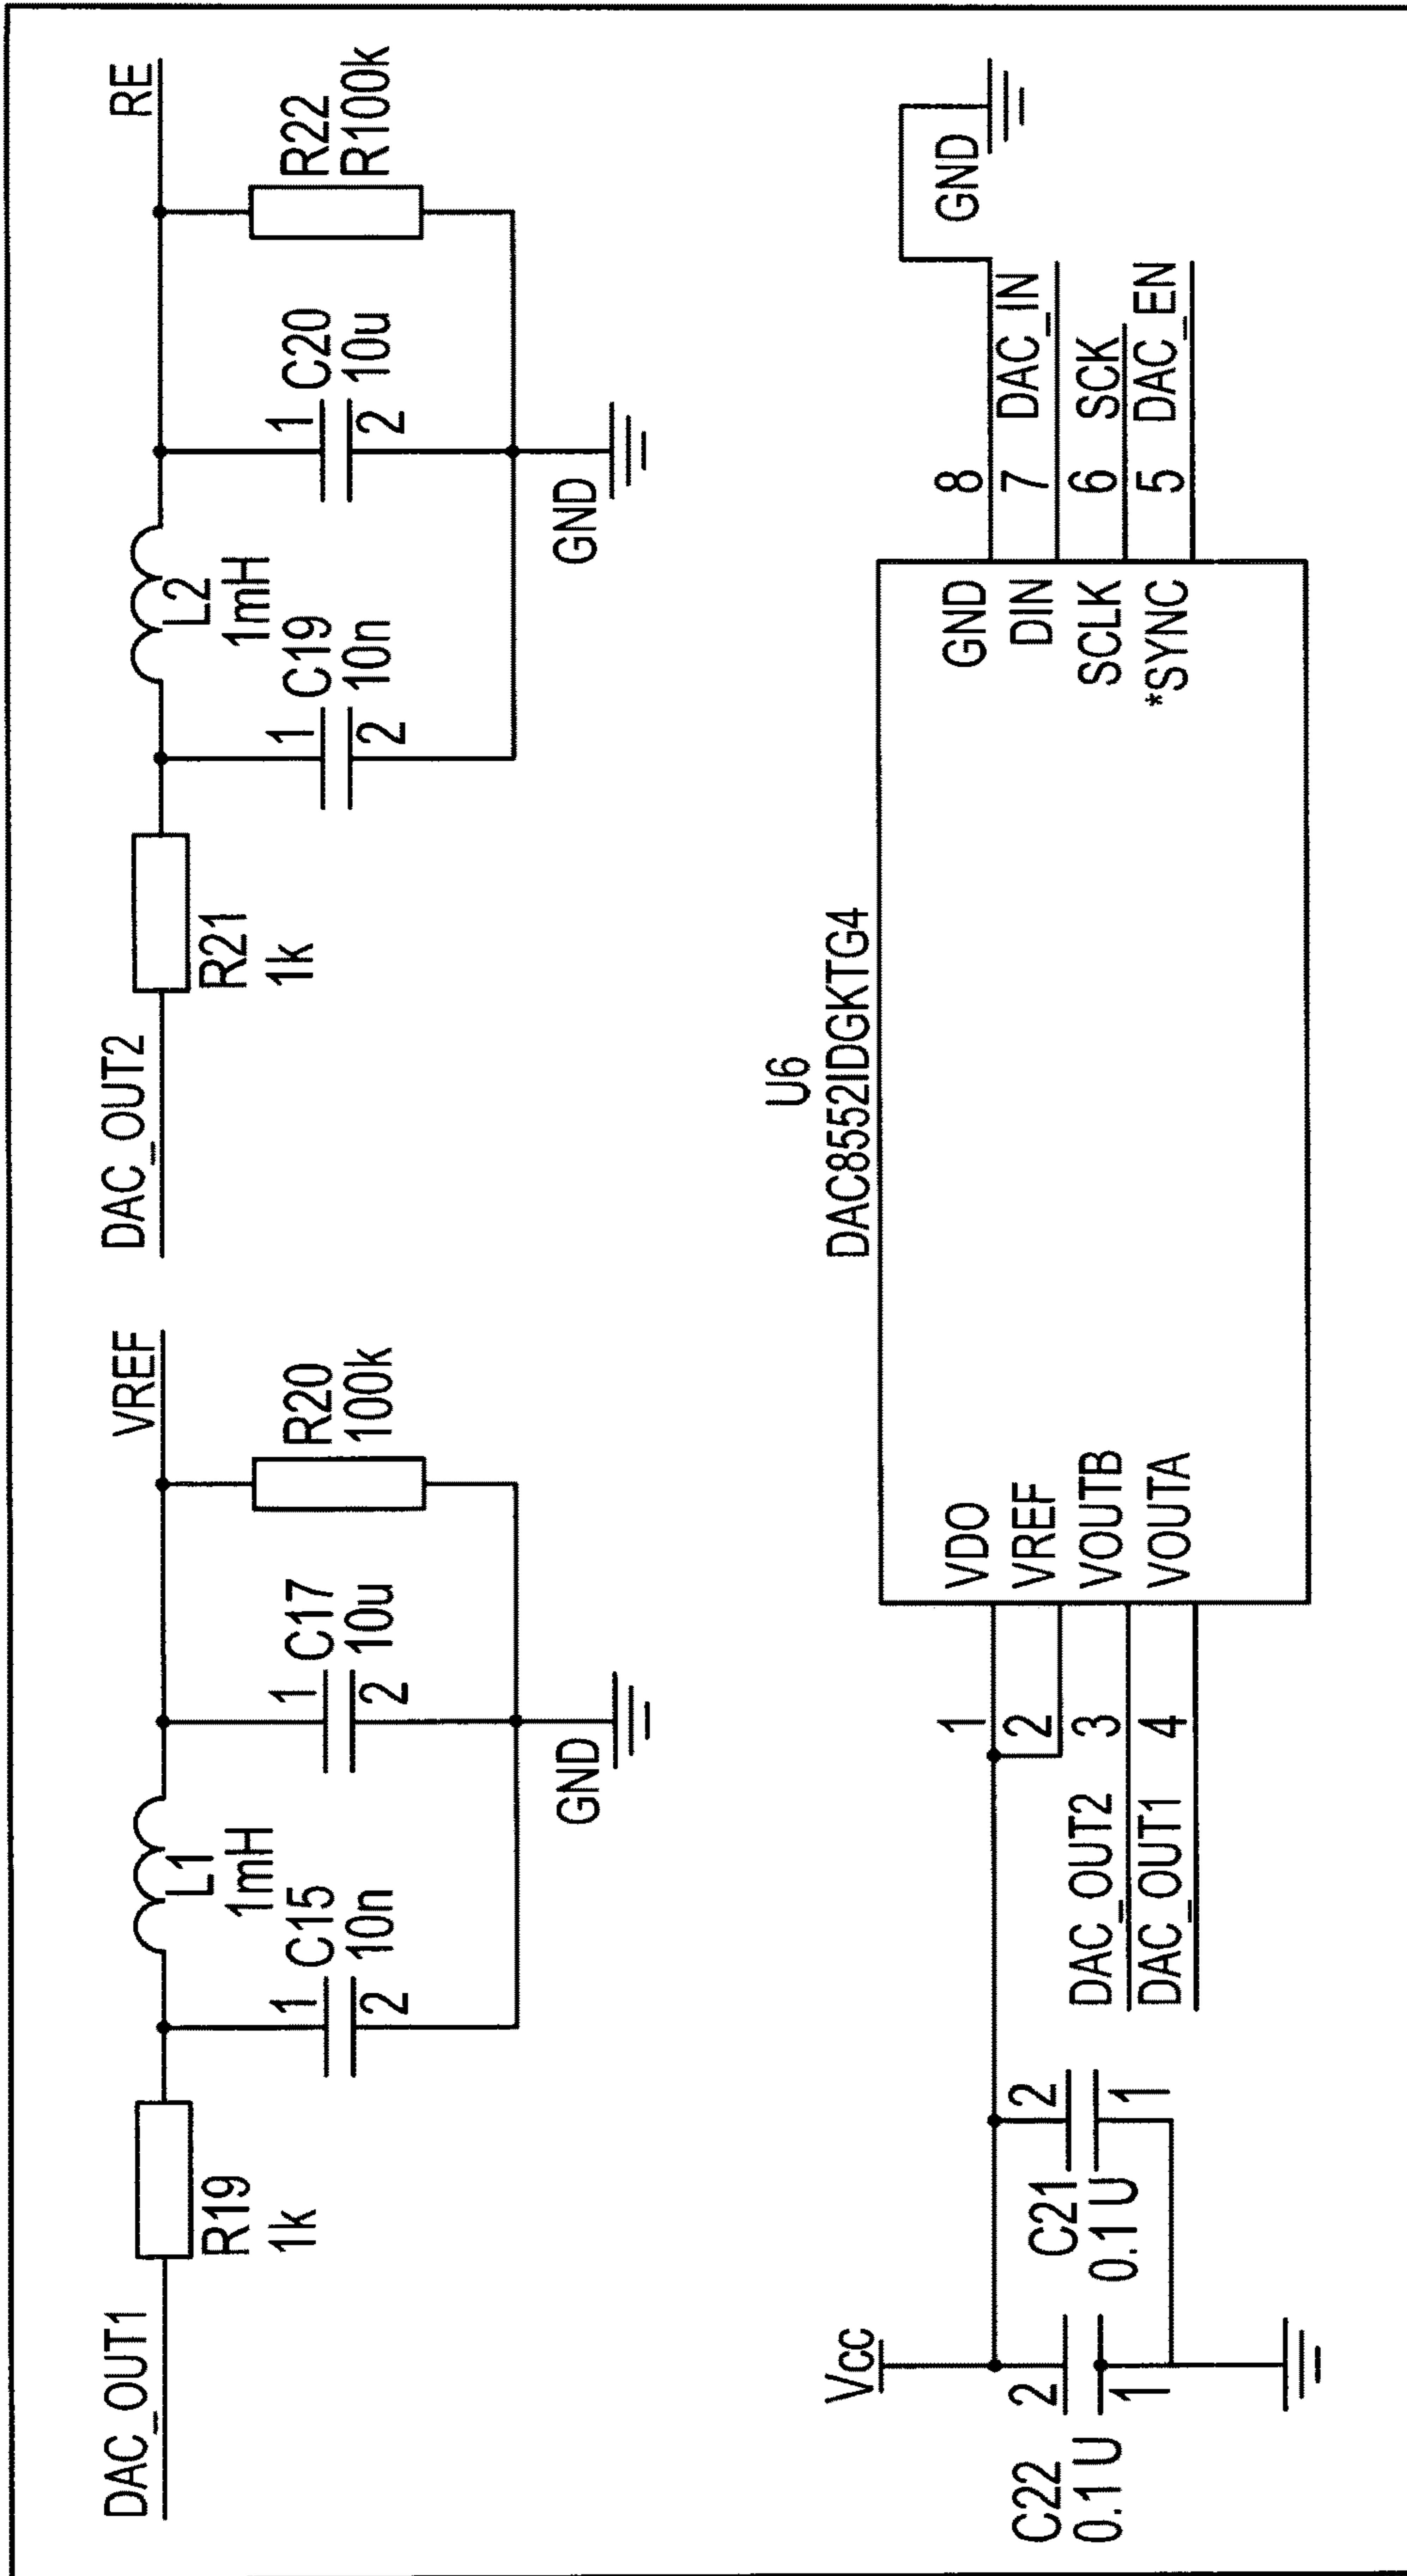 DAC_OUT1
R19
1k
C15
10n
1
2
L1
1mH
C17
10u
1
2
R20
100k
VREF
GND
DAC_OUT2
R21
1k
C19
10n
1
2
L2
1mH
C20
10u
1
2
R22
R100k
RE
GND
Vcc
C22
0.1 U
2
1
C21
0.1 U
2
1
U6
DAC8552IDGKTG4
1 VDO
2 VREF
DAC_OUT2 3 VOUTB
DAC_OUT1 4 VOUTA
GND 8 GND
DIN 7 DAC_IN
SCLK 6 SCK
*SYNC 5 DAC_EN